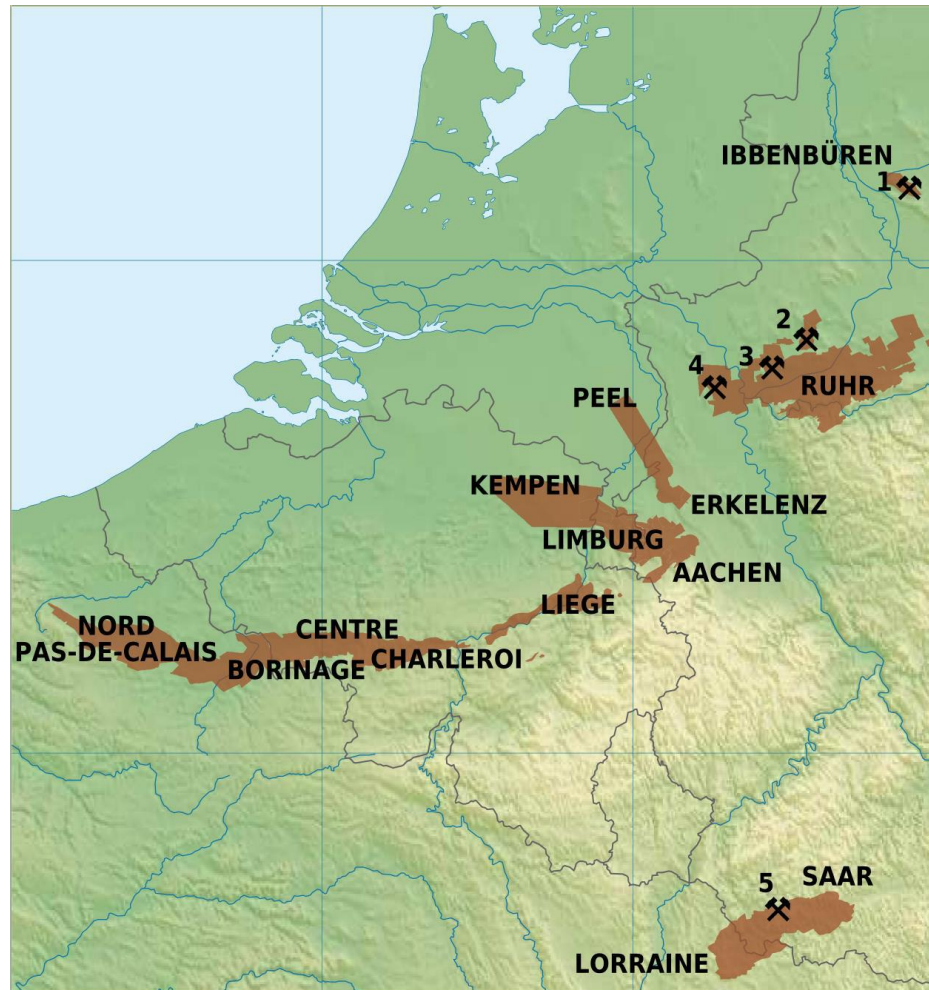 IBBENBÜREN
1
2
3
4
RUHR
PEEL
KEMPEN
ERKELENZ
LIMBURG
AACHEN
LIEGE
NORD
PAS-DE-CALAIS
CENTRE
BORINAGE
CHARLEROI
5
SAAR
LORRAINE